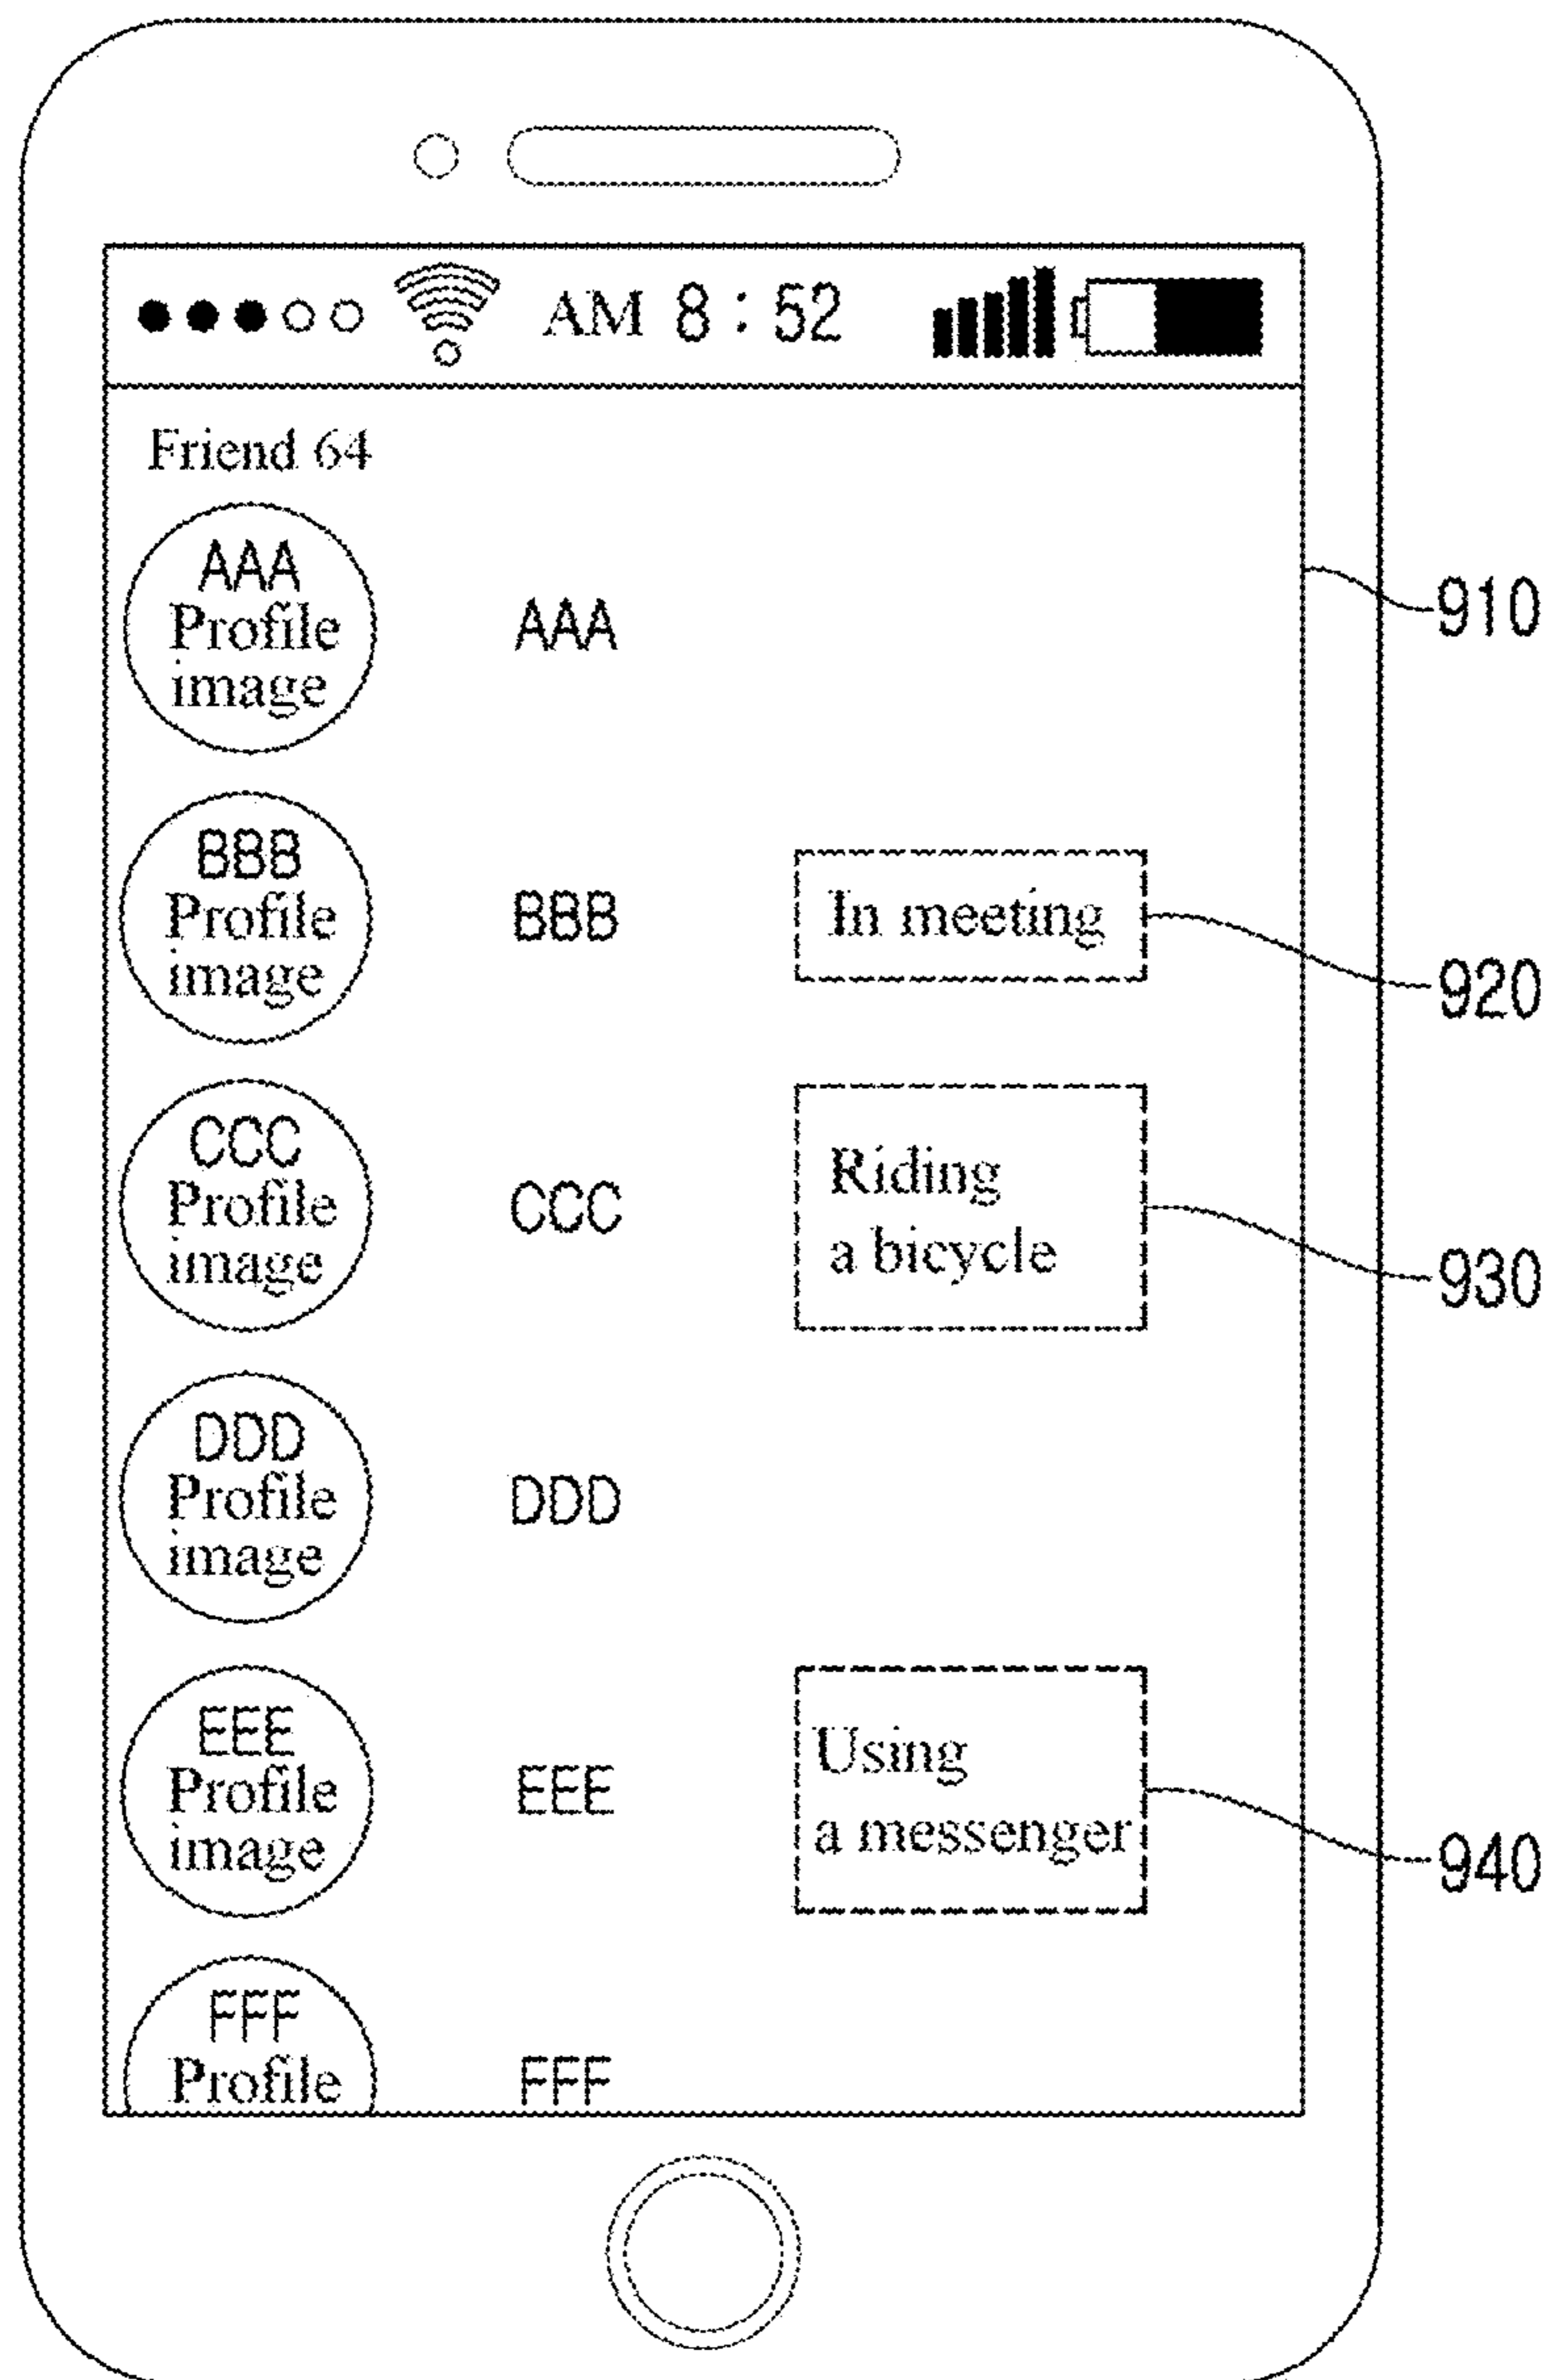 AM 8 : 52
Friend 64
AAA
Profile
image
AAA
910
BBB
Profile
image
BBB
In meeting
920
CCC
Profile
image
CCC
Riding
a bicycle
930
DDD
Profile
image
DDD
EEE
Profile
image
EEE
Using
a messenger
940
FFF
Profile
FFF